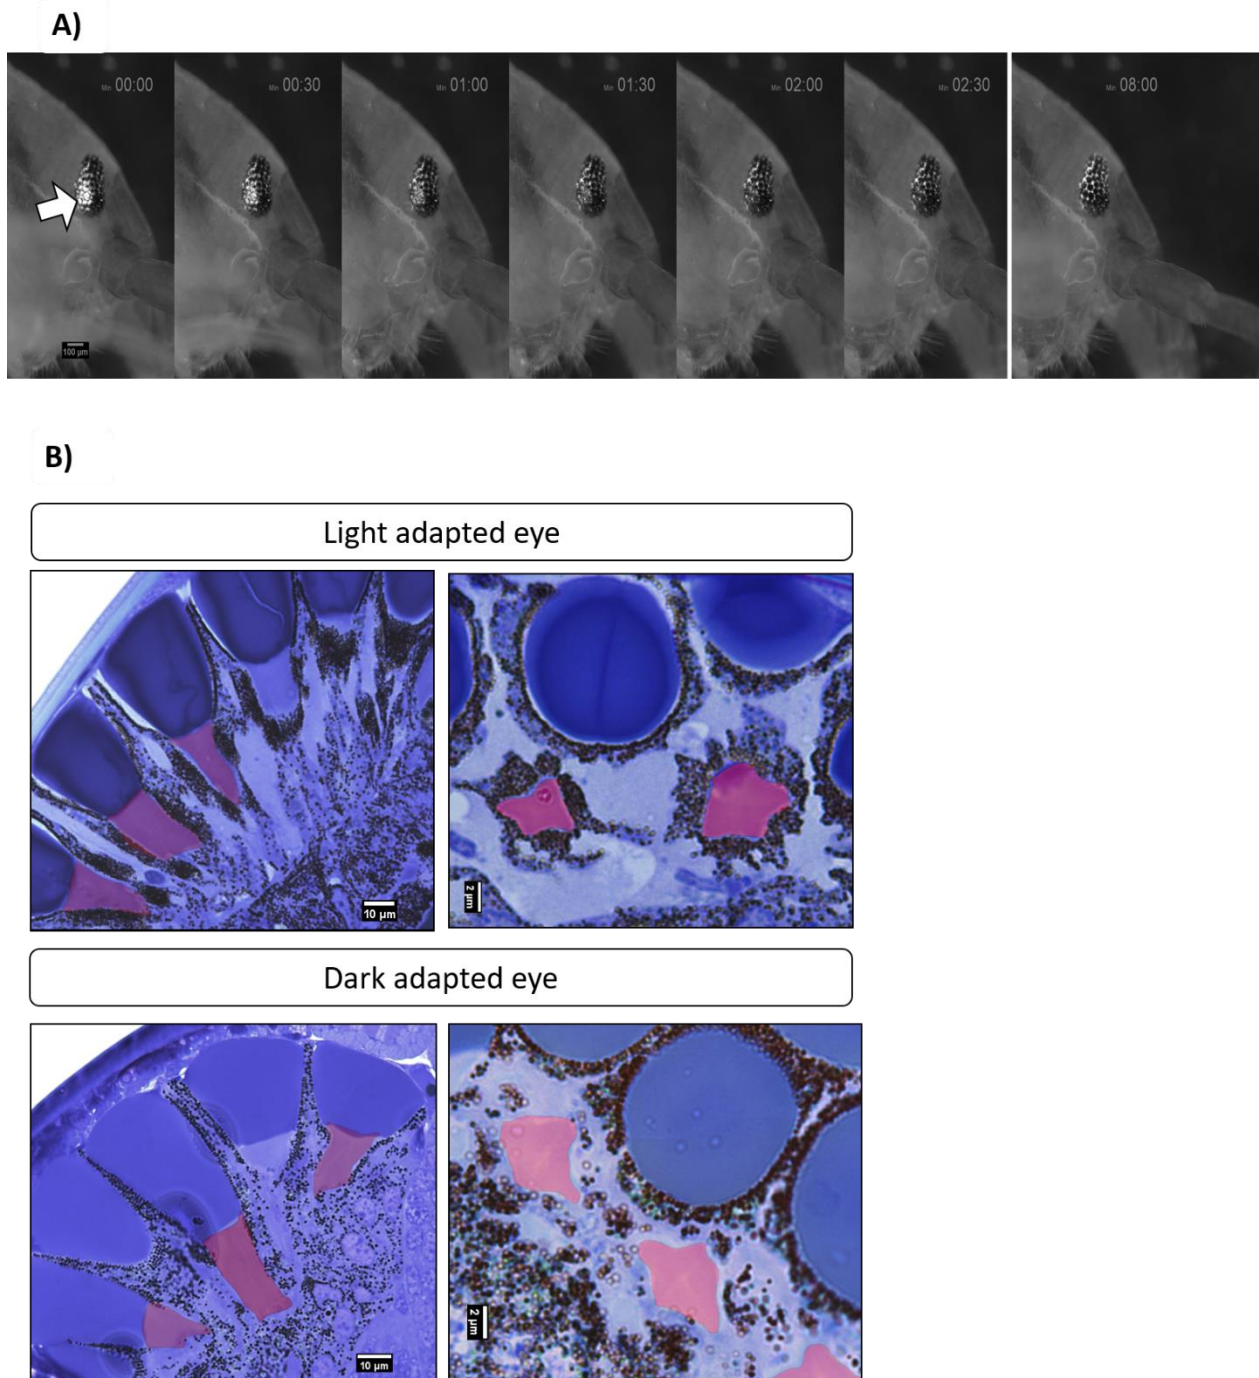 A)
Min 00:00
Min 00:30
Min 01:00
Min 01:30
Min 02:00
Min 02:30
Min 08:00
100 µm
B)
Light adapted eye
10 µm
2 µm
Dark adapted eye
10 µm
2 µm